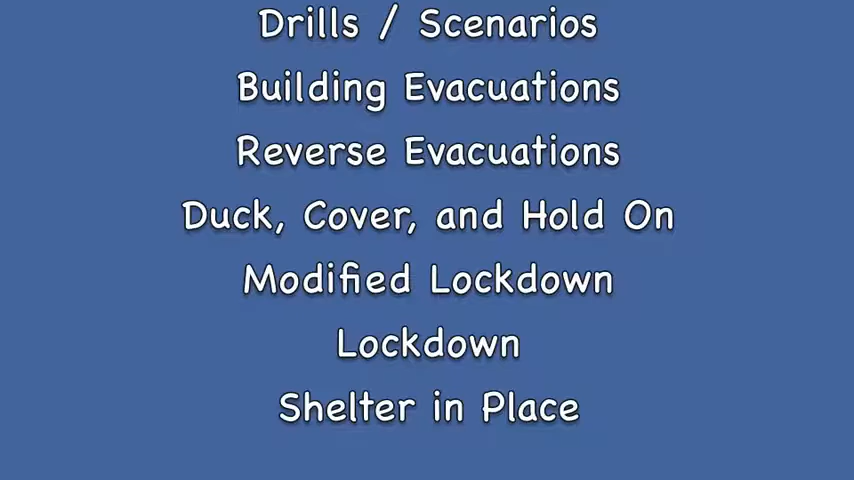 Drills / Scenarios
Building Evacuations
Reverse Evacuations
Duck, Cover, and Hold On
Modified Lockdown
Lockdown
Shelter in Place